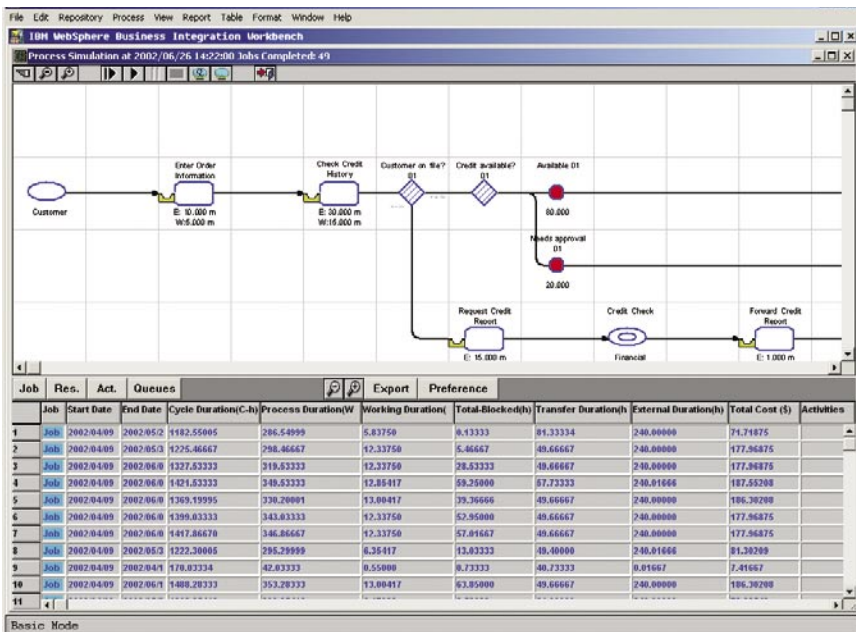 File Edit Repository Process View Report Table Format Window Help
IBM WebSphere Business Integration Workbench
Process Simulation at 2002/06/26 14:22:00 Jobs Completed: 49
Enter Order Information
Check Credit History
Customer on file? 01
Credit available? 01
Available 01
Customer
E: 10.000 m
W:5.000 m
E: 30.000 m
W:15.000 m
80.000
Needs approval 01
20.000
Request Credit Report
Credit Check
Forward Credit Report
E: 15.000 m
Financial
E: 1.000 m
Job Res. Act. Queues Export Preference
Job Start Date End Date Cycle Duration(C-h) Process Duration(W Working Duration( Total-Blocked(h) Transfer Duration(h External Duration(h) Total Cost ($) Activities
1 Job 2002/04/09 2002/05/2 1182.55005 286.54999 5.83750 0.13333 81.33334 240.00000 71.71875
2 Job 2002/04/09 2002/05/3 1225.46667 298.46667 12.33750 5.46667 49.66667 240.00000 177.96875
3 Job 2002/04/09 2002/06/0 1327.53333 319.53333 12.33750 28.53333 49.66667 240.00000 177.96875
4 Job 2002/04/09 2002/06/0 1421.53333 349.53333 12.85417 59.25000 57.73333 240.01666 187.55208
5 Job 2002/04/09 2002/06/0 1369.19995 330.20001 13.00417 39.36666 49.66667 240.00000 186.30208
6 Job 2002/04/09 2002/06/0 1399.03333 343.03333 12.33750 52.95000 49.66667 240.00000 177.96875
7 Job 2002/04/09 2002/06/0 1417.86670 346.86667 12.33750 57.01667 49.66667 240.00000 177.96875
8 Job 2002/04/09 2002/05/3 1222.30005 295.29999 6.35417 13.03333 49.40000 240.01666 81.30209
9 Job 2002/04/09 2002/04/1 170.03334 42.03333 0.55000 0.73333 40.73333 0.01667 7.41667
10 Job 2002/04/09 2002/06/1 1488.28333 353.28333 13.00417 63.85000 49.66667 240.00000 186.30208
11
Basic Mode